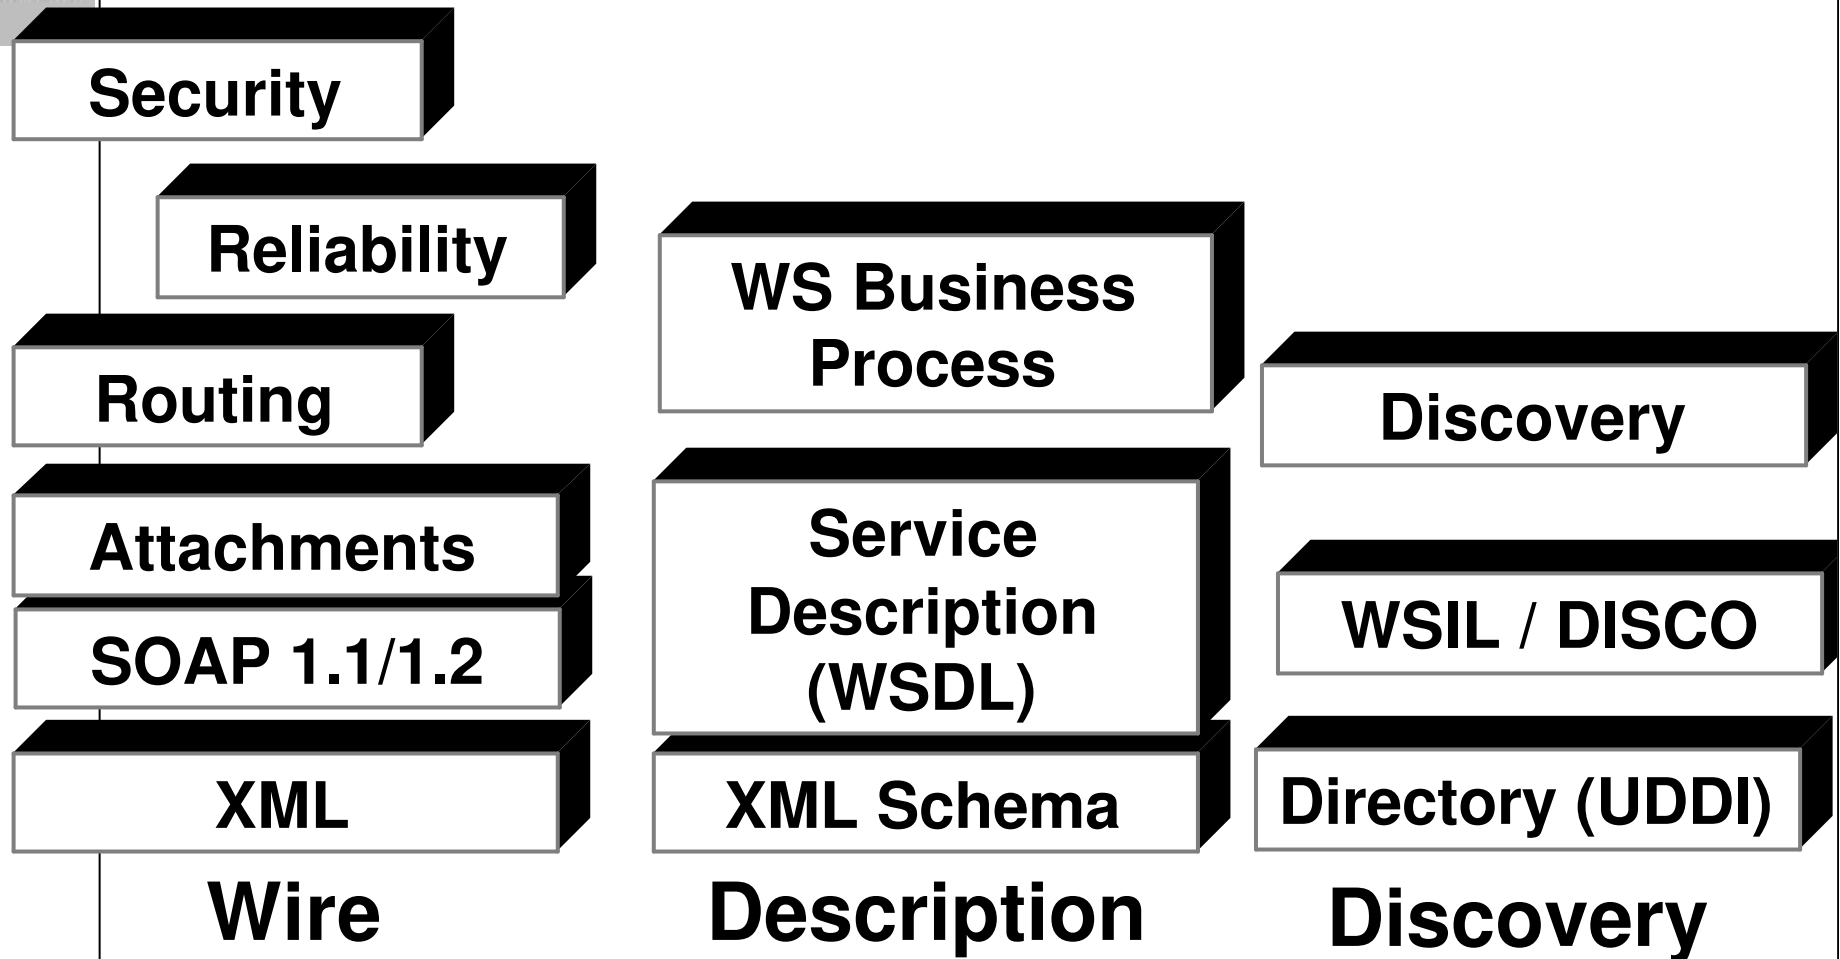 Security
Reliability
Routing
Attachments
SOAP 1.1/1.2
XML
Wire
WS Business
Process
Service
Description
(WSDL)
XML Schema
Description
Discovery
WSIL / DISCO
Directory (UDDI)
Discovery